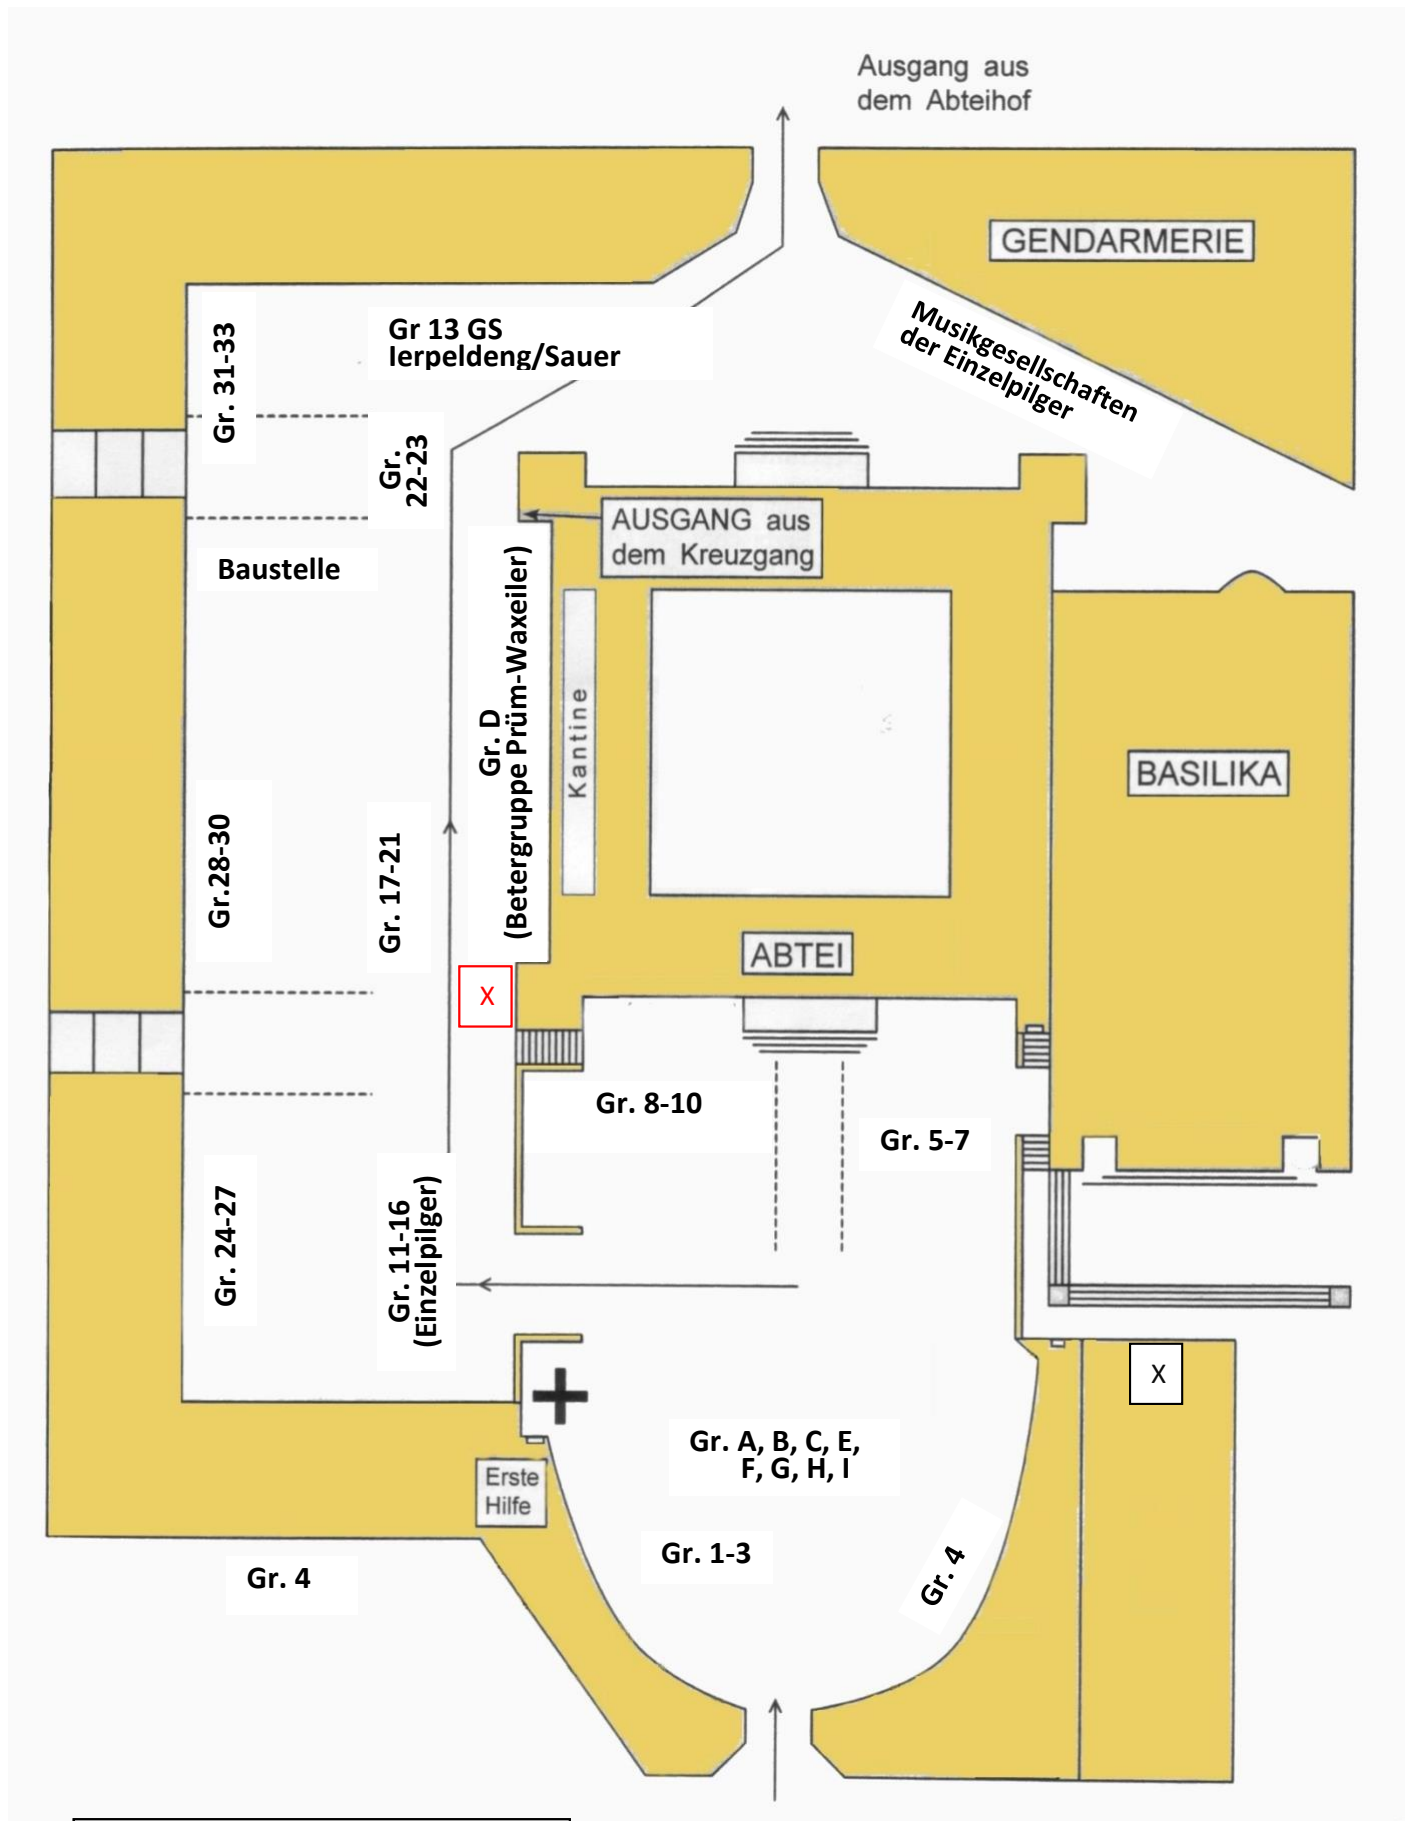 Ausgang aus
dem Abteihof
GENDARMERIE
Musikgesellschaften
der Einzelpilger
Gr 13 GS
Ierpeldeng/Sauer
Gr. 31-33
Gr.
22-23
AUSGANG aus
dem Kreuzgang
Baustelle
Gr. D
(Betergruppe Prüm-Waxeiler)
Kantine
BASILIKA
Gr.28-30
Gr. 17-21
ABTEI
X
Gr. 8-10
Gr. 5-7
Gr. 24-27
Gr. 11-16
(Einzelpilger)
X
Gr. A, B, C, E,
F, G, H, I
Erste
Hilfe
Gr. 1-3
Gr. 4
Gr. 4